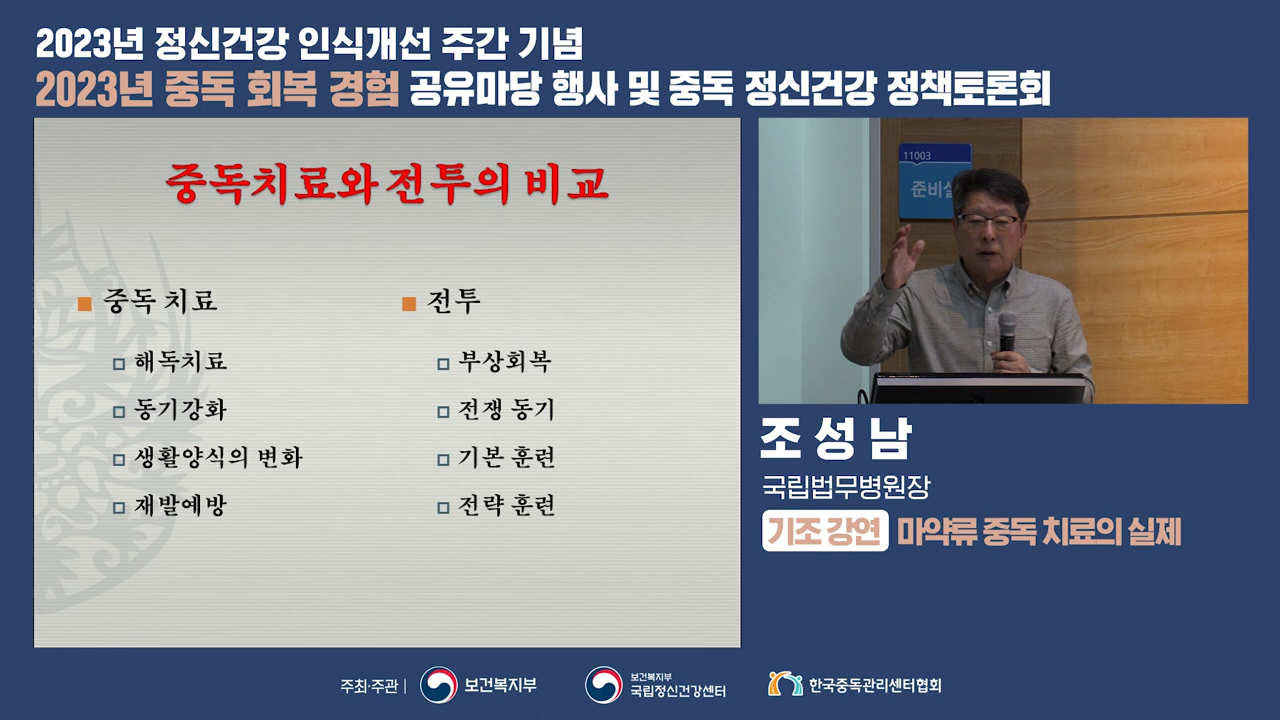 2023년 정신건강 인식개선 주간 기념
2023년 중독 회복 경험 공유마당 행사 및 중독 정신건강 정책토론회
중독치료와 전투의 비교
중독 치료
해독치료
동기강화
생활양식의 변화
재발예방
전투
부상회복
전쟁 동기
기본 훈련
전략 훈련
11003
준비실
조성남
국립법무병원장
기조 강연 마약류 중독 치료의 실제
주최·주관 | 보건복지부 보건복지부 국립정신건강센터 한국중독관리센터협회